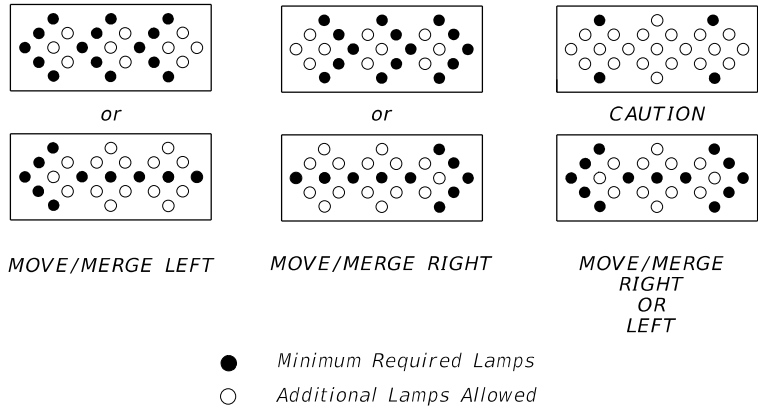 or
or
CAUTION
MOVE/MERGE LEFT
MOVE/MERGE RIGHT
MOVE/MERGE
RIGHT
OR
LEFT
Minimum Required Lamps
Additional Lamps Allowed